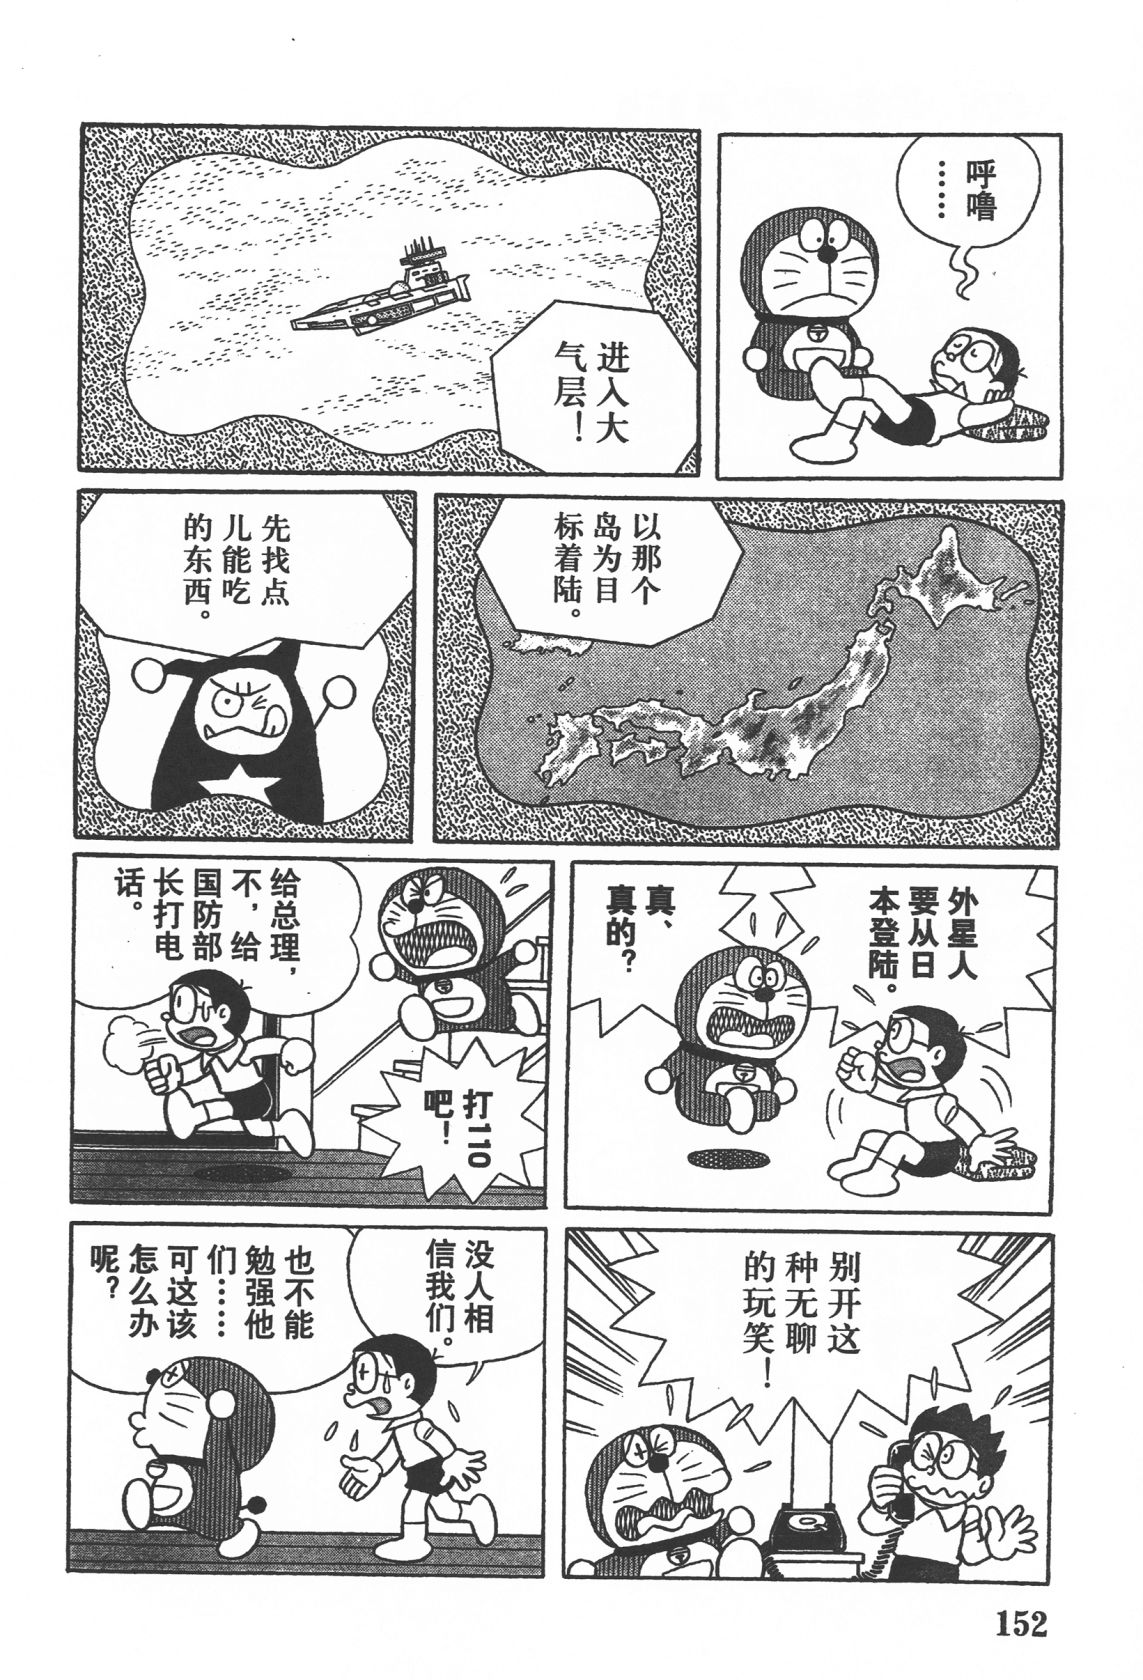 呼噜
……
进入大
气层！
以那个
岛为目
标着陆。
先找点
儿能吃
的东西。
外星人
要从日
本登陆。
真、
真的？
给总理，
不，给
国防部
长打电
话。
打110
吧！
别开这
种无聊
的玩笑！
没人相
信我们。
也不能
勉强他
们……
可这该
怎么办
呢？
152